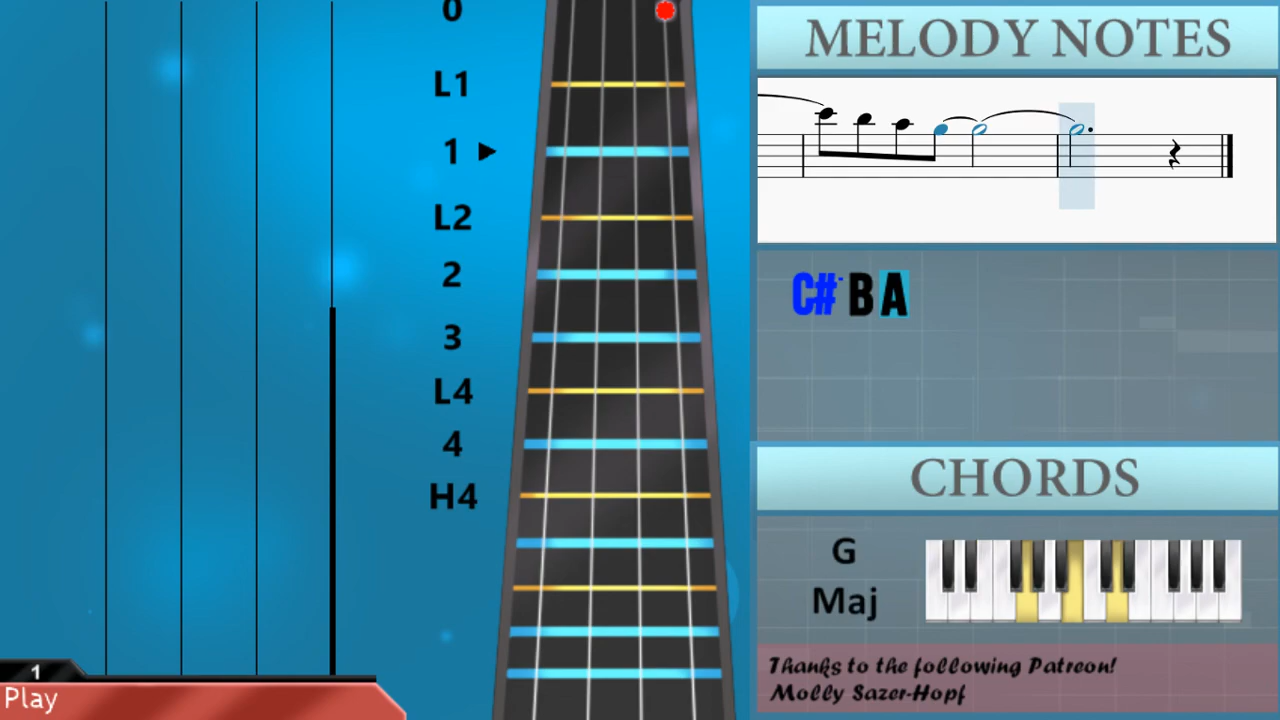 0
L1
1
L2
2
3
L4
4
H4
1
Play
MELODY NOTES
C# B A
CHORDS
G
Maj
Thanks to the following Patreon!
Molly Sazer-Hopf